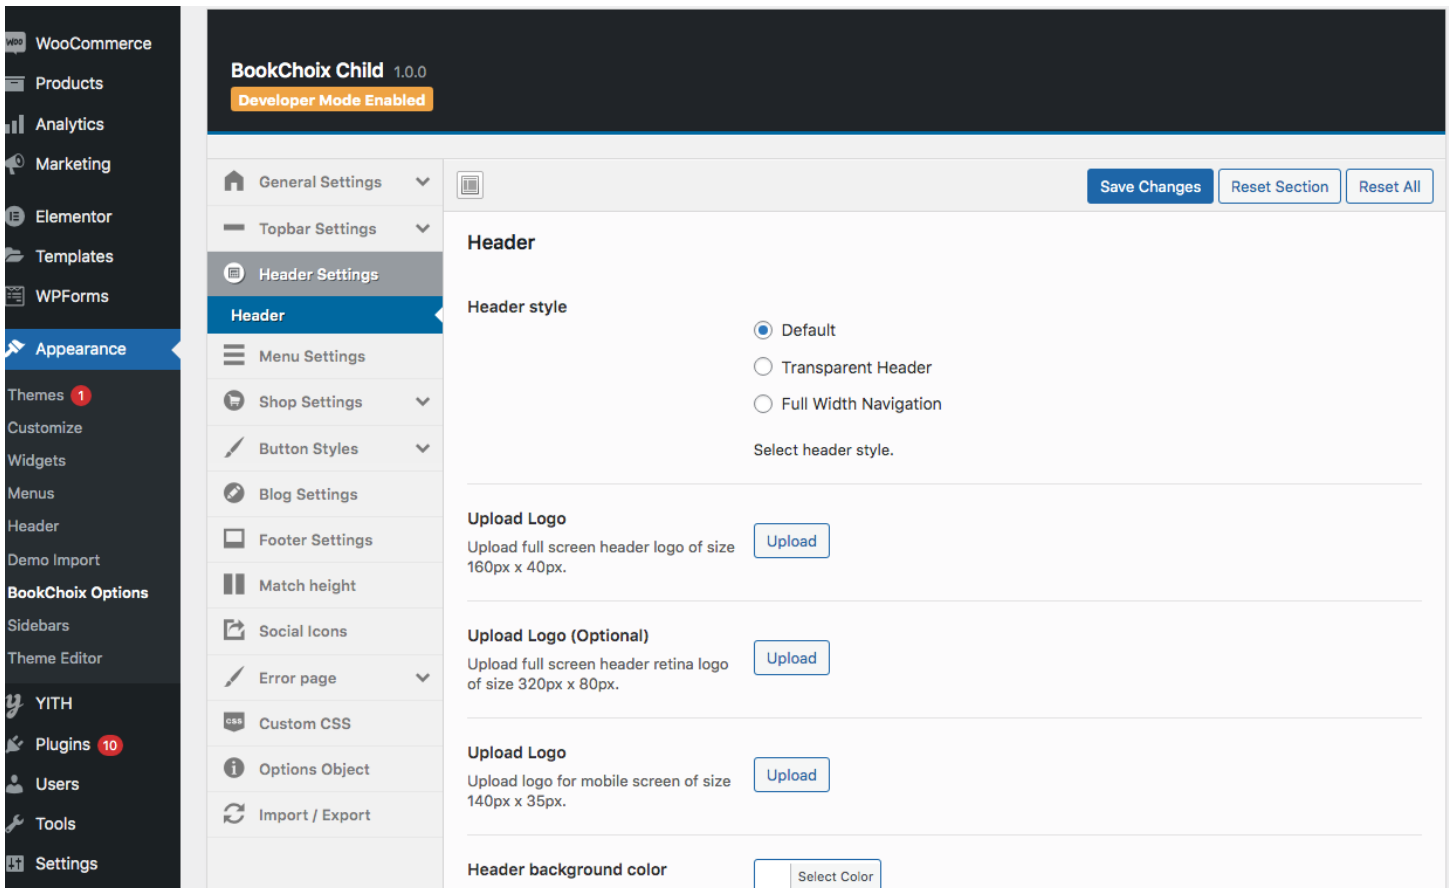 WooCommerce
Products
Analytics
Marketing
Elementor
Templates
WPForms
Appearance
Themes 1
Customize
Widgets
Menus
Header
Demo Import
BookChoix Options
Sidebars
Theme Editor
YITH
Plugins 10
Users
Tools
Settings
BookChoix Child 1.0.0
Developer Mode Enabled
General Settings
Topbar Settings
Header Settings
Header
Menu Settings
Shop Settings
Button Styles
Blog Settings
Footer Settings
Match height
Social Icons
Error page
CSS Custom CSS
Options Object
Import / Export
Save Changes Reset Section Reset All
Header
Header style
Default
Transparent Header
Full Width Navigation
Select header style.
Upload Logo
Upload full screen header logo of size
160px x 40px.
Upload
Upload Logo (Optional)
Upload full screen header retina logo
of size 320px x 80px.
Upload
Upload Logo
Upload logo for mobile screen of size
140px x 35px.
Upload
Header background color
Select Color